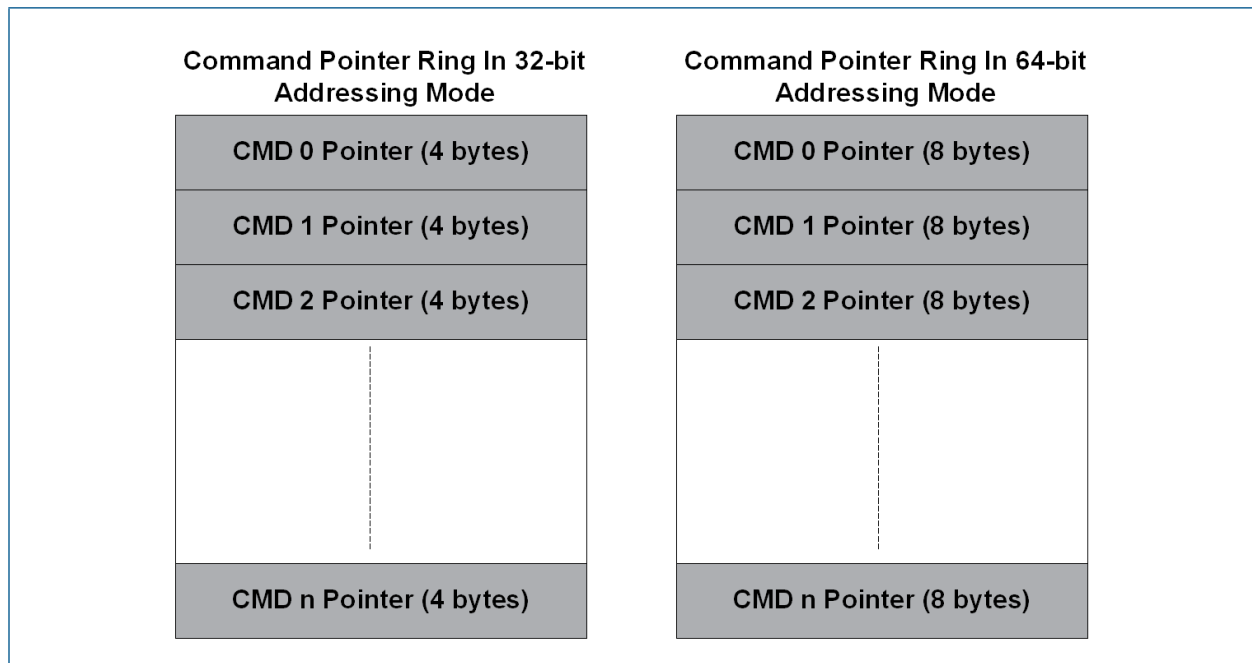 Command Pointer Ring In 32-bit
Addressing Mode
CMD 0 Pointer (4 bytes)
CMD 1 Pointer (4 bytes)
CMD 2 Pointer (4 bytes)
CMD n Pointer (4 bytes)
Command Pointer Ring In 64-bit
Addressing Mode
CMD 0 Pointer (8 bytes)
CMD 1 Pointer (8 bytes)
CMD 2 Pointer (8 bytes)
CMD n Pointer (8 bytes)